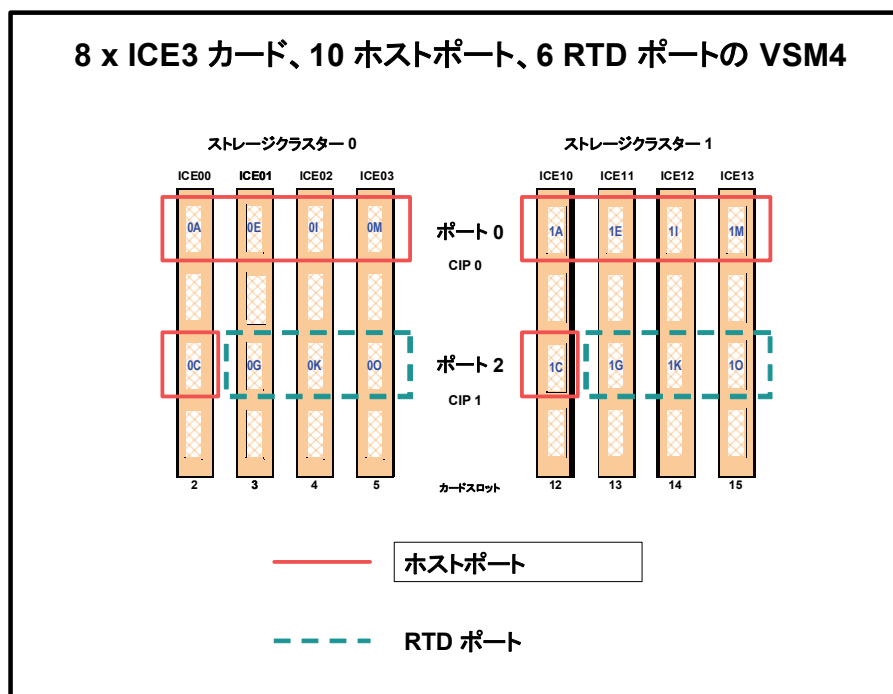 8 x ICE3 カード、10 ホストポート、6 RTD ポートの VSM4
ストレージクラスター 0
ストレージクラスター 1
ICE00 ICE01 ICE02 ICE03
ICE10 ICE11 ICE12 ICE13
0A 0E 0I 0M
ポート 0
1A 1E 1I 1M
CIP 0
0C 0G 0K 0O
ポート 2
1C 1G 1K 1O
CIP 1
2 3 4 5
カードスロット
12 13 14 15
ホストポート
RTD ポート